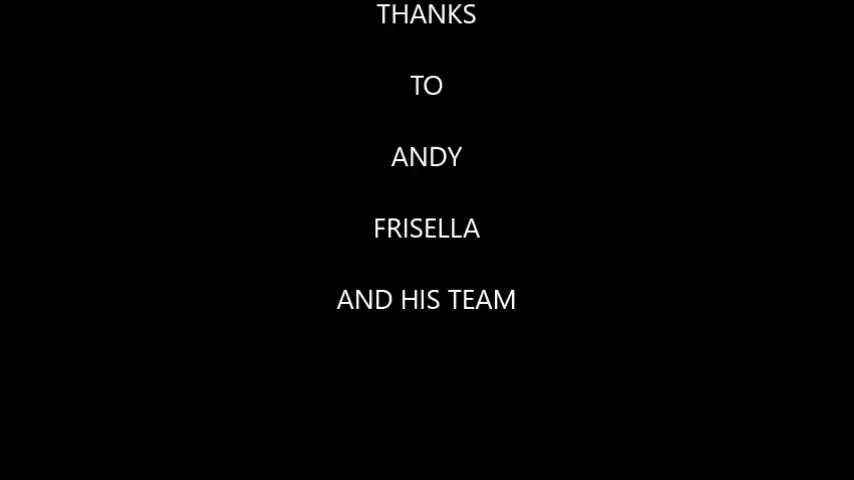 THANKS
TO
ANDY
FRISELLA
AND HIS TEAM